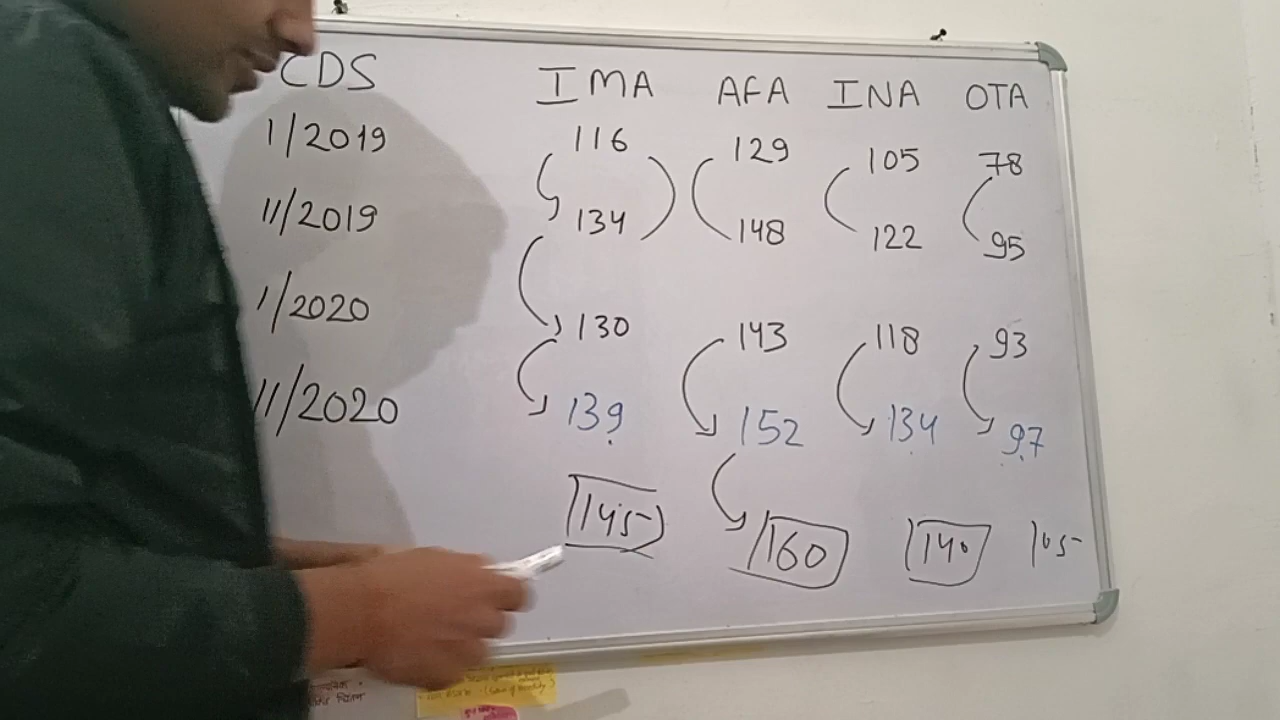 CDS IMA AFA INA OTA
1/2019 116 129 105 78
11/2019 134 148 122 95
1/2020 130 143 118 93
11/2020 139 152 134 97
145 160 140 105